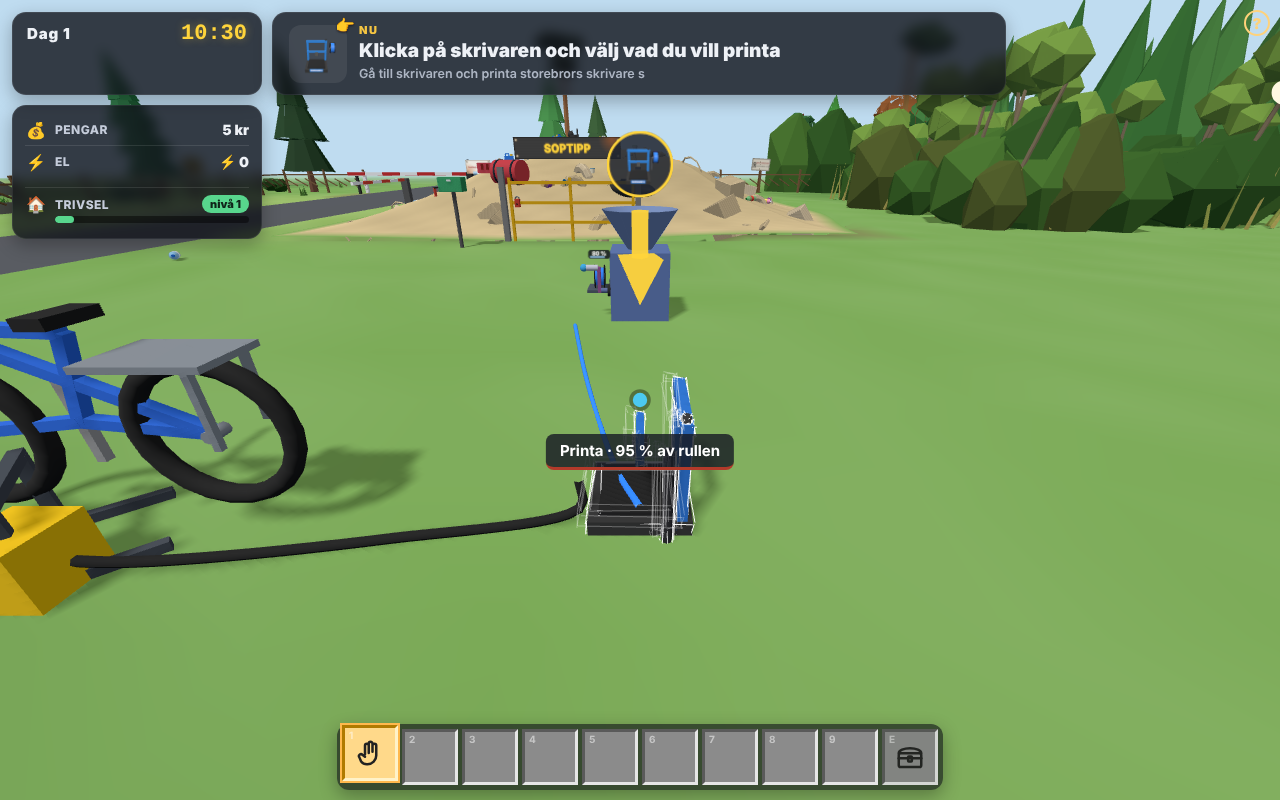 Dag 1
10:30
NU
Klicka på skrivaren och välj vad du vill printa
Gå till skrivaren och printa storebrors skrivare s
PENGAR
5 kr
EL
⚡ 0
TRIVSEL
nivå 1
SOPTIPP
Printa · 95 % av rullen
1
2
3
4
5
6
7
8
9
E